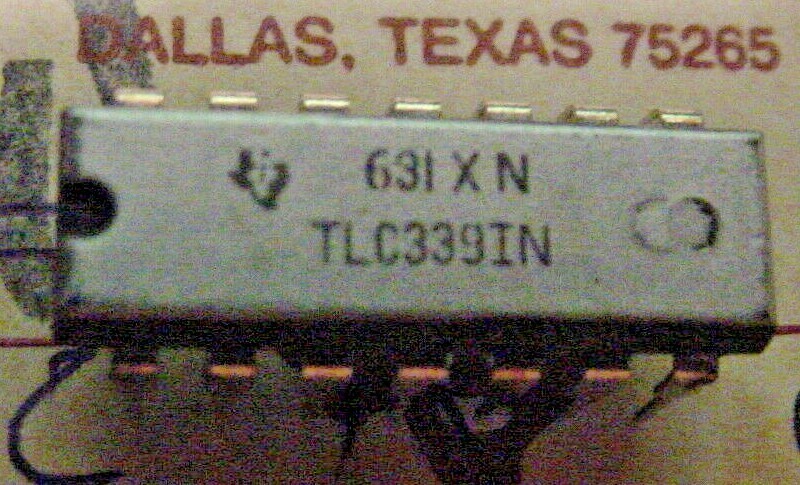 DALLAS, TEXAS 75265
631 X N
TLC339IN